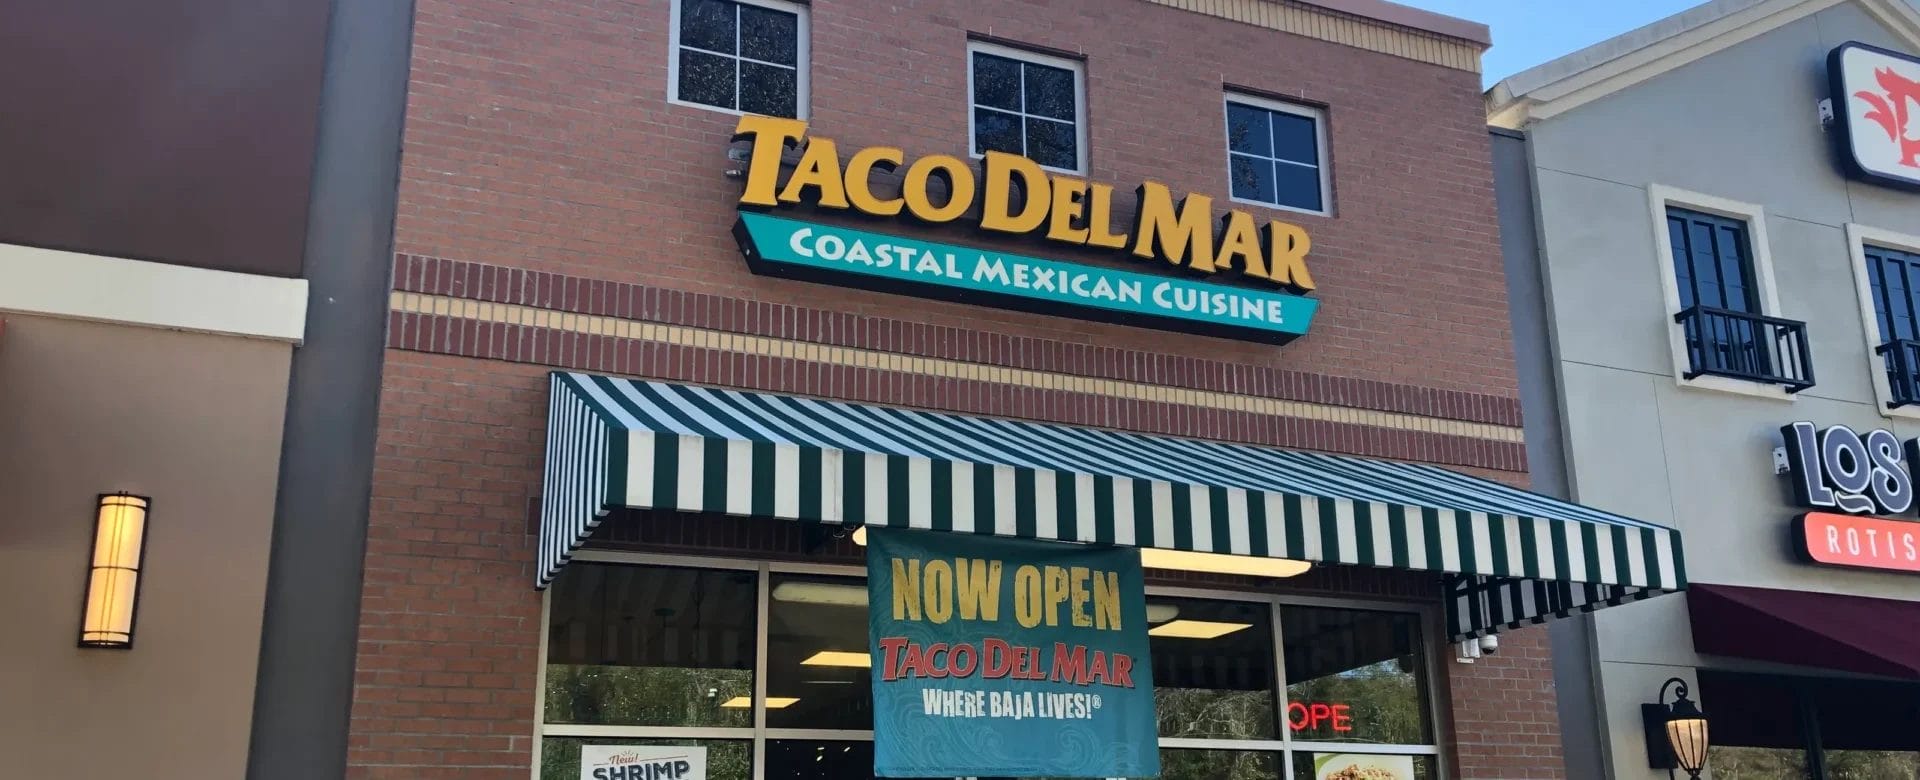 TACO DEL MAR
COASTAL MEXICAN CUISINE
NOW OPEN
TACO DEL MAR
WHERE BAJA LIVES!®
OPE
New!
SHRIMP
LOS
ROTIS